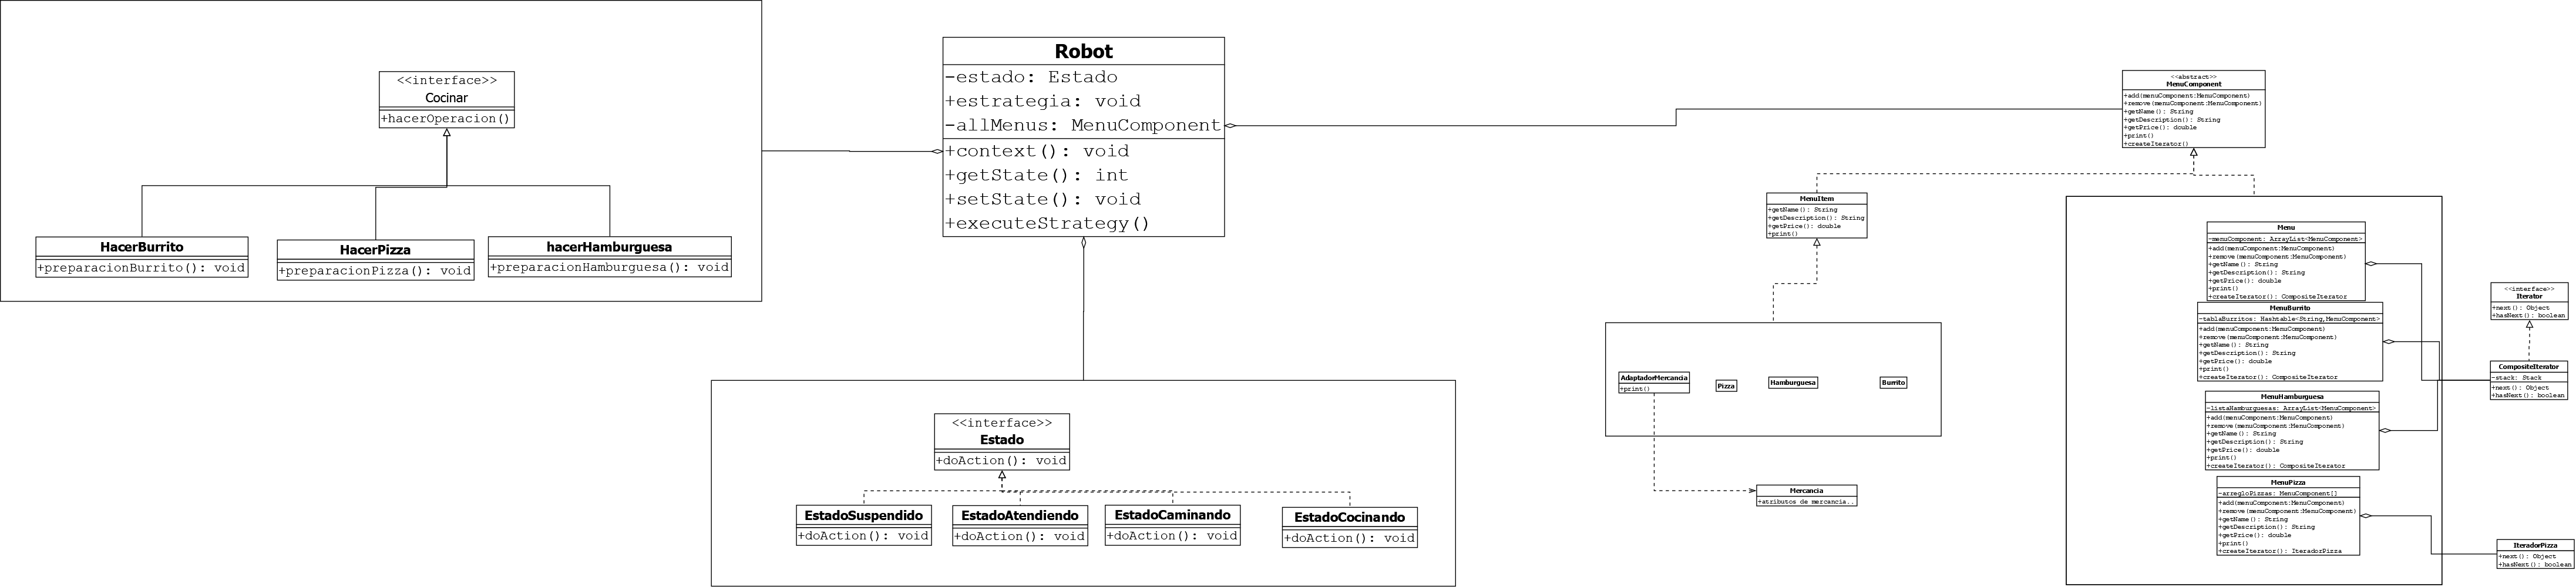 <<interface>>
Cocinar
+hacerOperacion()
HacerBurrito
+preparacionBurrito(): void
HacerPizza
+preparacionPizza(): void
hacerHamburguesa
+preparacionHamburguesa(): void
Robot
-estado: Estado
+estrategia: void
-allMenus: MenuComponent
+context(): void
+getState(): int
+setState(): void
+executeStrategy()
<<interface>>
Estado
+doAction(): void
EstadoSuspendido
+doAction(): void
EstadoAtendiendo
+doAction(): void
EstadoCaminando
+doAction(): void
EstadoCocinando
+doAction(): void
<<abstract>>
MenuComponent
+add(menuComponent:MenuComponent)
+remove(menuComponent:MenuComponent)
+getName(): String
+getDescription(): String
+getPrice(): double
+print()
+createIterator()
MenuItem
+getName(): String
+getDescription(): String
+getPrice(): double
+print()
AdaptadorMercancia
+print()
Pizza
Hamburguesa
Burrito
Mercancia
+atributos de mercancia..
Menu
-menuComponent: ArrayList<MenuComponent>
+add(menuComponent:MenuComponent)
+remove(menuComponent:MenuComponent)
+getName(): String
+getDescription(): String
+getPrice(): double
+print()
+createIterator(): CompositeIterator
MenuBurrito
-tablaBurritos: Hashtable<String,MenuComponent>
+add(menuComponent:MenuComponent)
+remove(menuComponent:MenuComponent)
+getName(): String
+getDescription(): String
+getPrice(): double
+print()
+createIterator(): CompositeIterator
MenuHamburguesa
-listaHamburguesas: ArrayList<MenuComponent>
+add(menuComponent:MenuComponent)
+remove(menuComponent:MenuComponent)
+getName(): String
+getDescription(): String
+getPrice(): double
+print()
+createIterator(): CompositeIterator
MenuPizza
-arregloPizzas: MenuComponent[]
+add(menuComponent:MenuComponent)
+remove(menuComponent:MenuComponent)
+getName(): String
+getDescription(): String
+getPrice(): double
+print()
+createIterator(): IteradorPizza
<<interface>>
Iterator
+next(): Object
+hasNext(): boolean
CompositeIterator
-stack: Stack
+next(): Object
+hasNext(): boolean
IteradorPizza
+next(): Object
+hasNext(): boolean